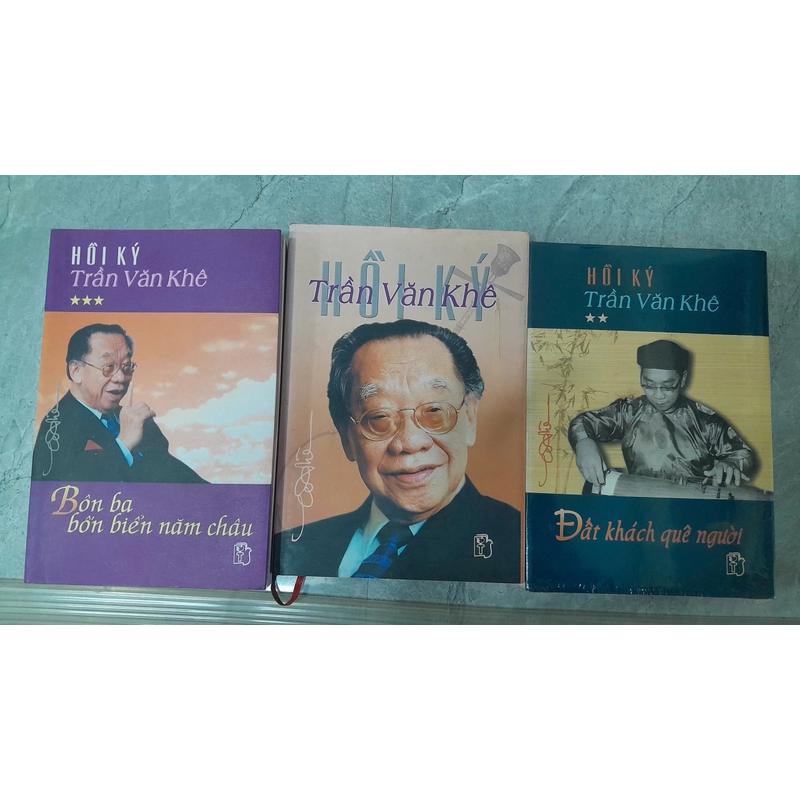 HỒI KÝ
Trần Văn Khê
★★★
Bôn ba
bốn biển năm châu
HỒI KÝ
Trần Văn Khê
HỒI KÝ
Trần Văn Khê
★★
Đất khách quê người